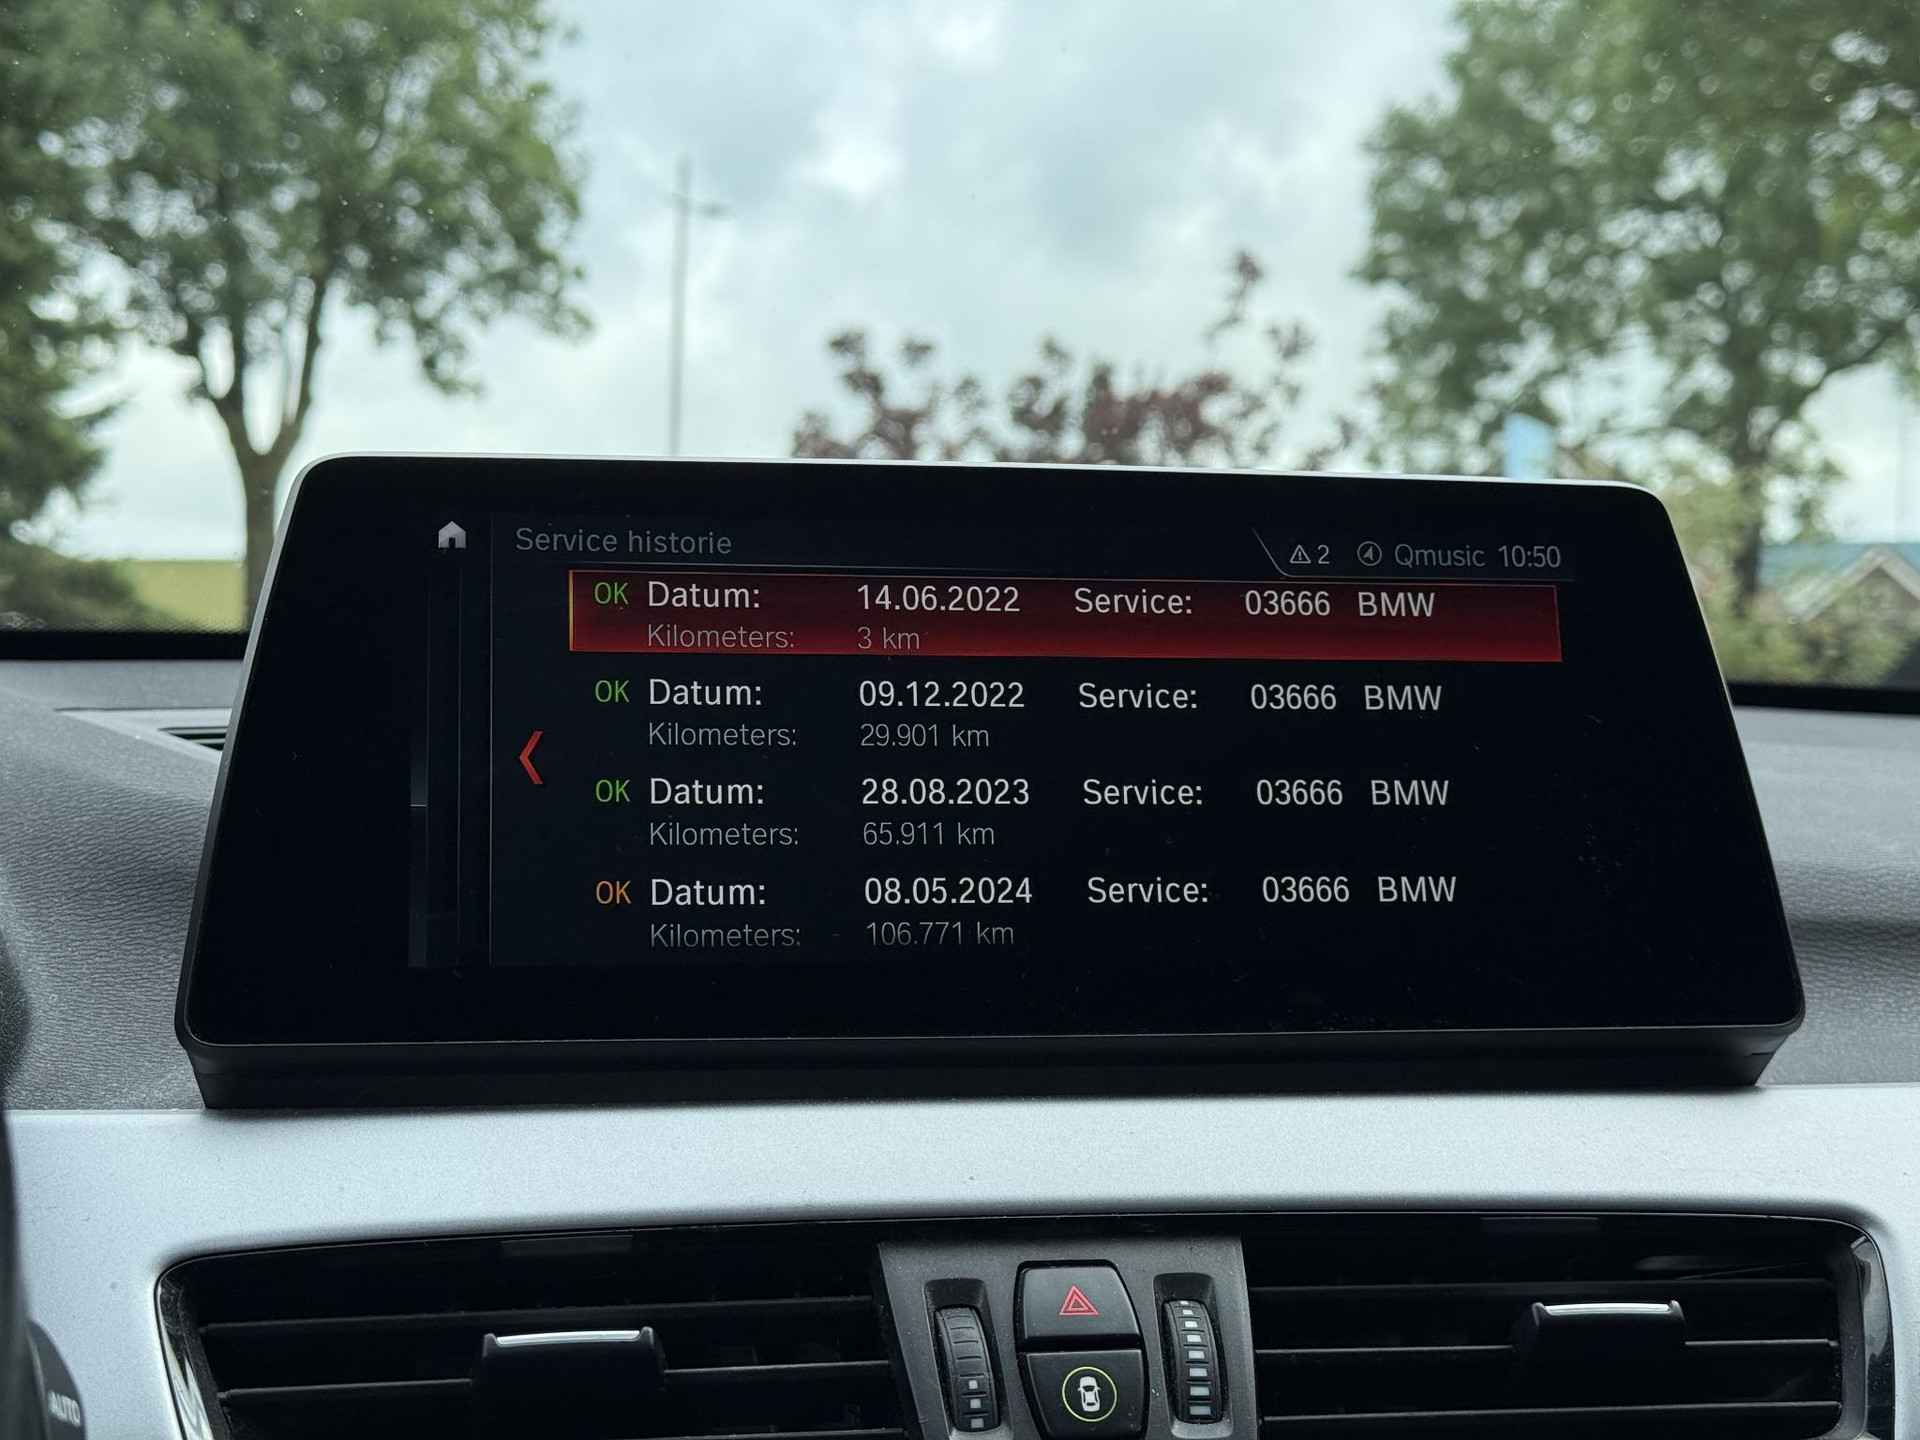 Service historie
2 Qmusic 10:50
OK Datum: 14.06.2022 Service: 03666 BMW
Kilometers: 3 km
OK Datum: 09.12.2022 Service: 03666 BMW
Kilometers: 29.901 km
OK Datum: 28.08.2023 Service: 03666 BMW
Kilometers: 65.911 km
OK Datum: 08.05.2024 Service: 03666 BMW
Kilometers: 106.771 km
AUTO